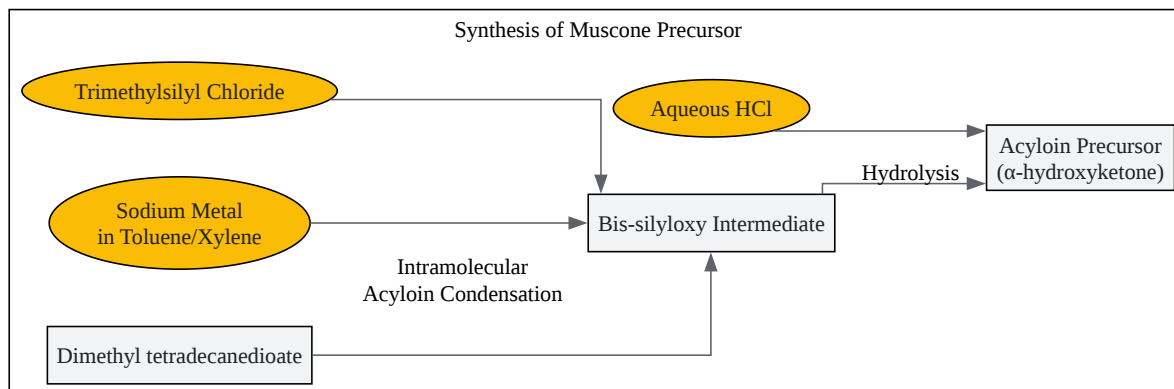 Synthesis of Muscone Precursor
Trimethylsilyl Chloride
Aqueous HCl
Acyloin Precursor
(α-hydroxyketone)
Hydrolysis
Sodium Metal
in Toluene/Xylene
Bis-silyloxy Intermediate
Intramolecular
Acyloin Condensation
Dimethyl tetradecanedioate